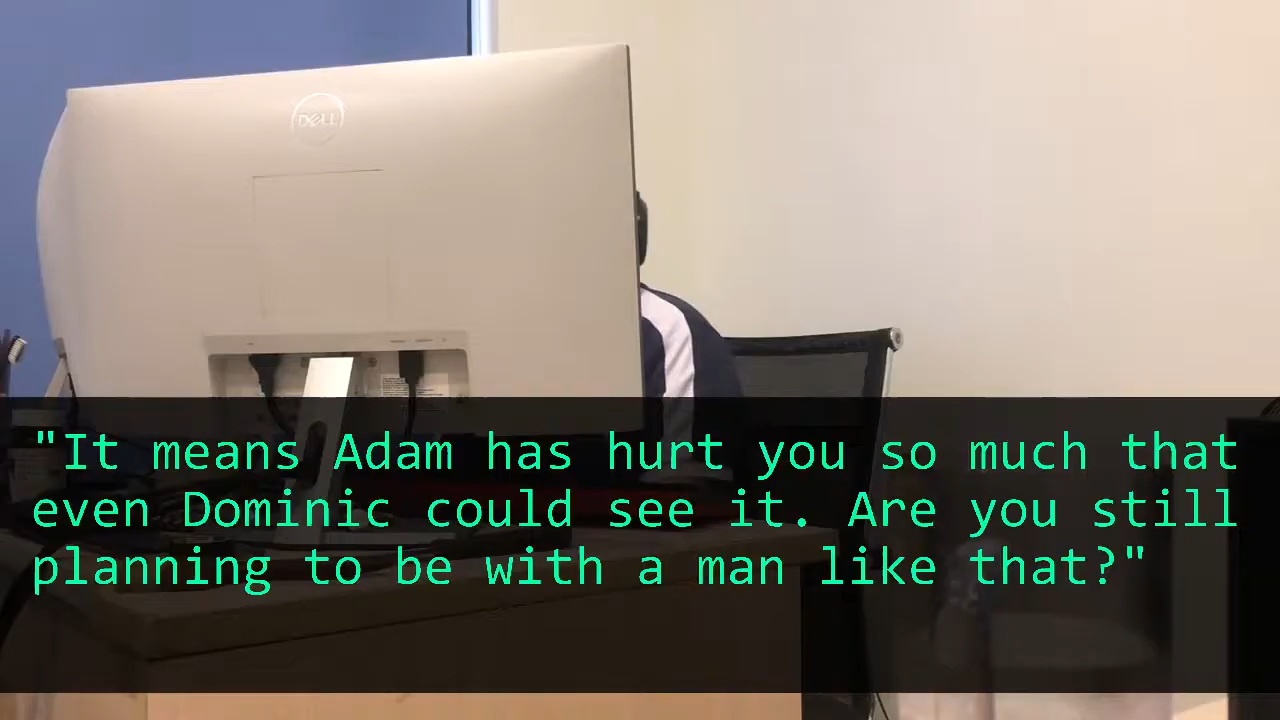 DELL
"It means Adam has hurt you so much that
even Dominic could see it. Are you still
planning to be with a man like that?"